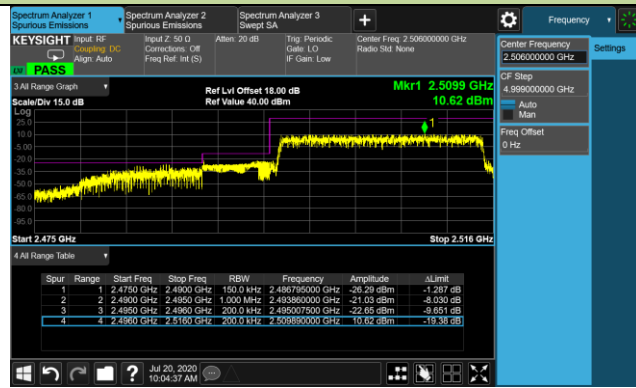 Spectrum Analyzer 1
Spurious Emissions
Spectrum Analyzer 2
Spurious Emissions
Spectrum Analyzer 3
Swept SA
Frequency
KEYSIGHT
Input: RF
Coupling: DC
Align: Auto
Input Z: 50 Ω
Corrections: Off
Freq Ref: Int (S)
Atten: 20 dB
Trig: Periodic
Gate: LO
IF Gain: Low
Center Freq: 2.506000000 GHz
Radio Std: None
LM PASS
3 All Range Graph
Scale/Div 15.0 dB
Ref Lvl Offset 18.00 dB
Ref Value 40.00 dBm
Mkr1 2.5099 GHz
10.62 dBm
Log
25.0
10.0
-5.00
-20.0
-35.0
-50.0
-65.0
-80.0
-95.0
1
Start 2.475 GHz
Stop 2.516 GHz
4 All Range Table
Spur Range Start Freq Stop Freq RBW Frequency Amplitude ΔLimit
1 1 2.4750 GHz 2.4900 GHz 150.0 kHz 2.486795000 GHz -26.29 dBm -1.287 dB
2 2 2.4900 GHz 2.4950 GHz 1.000 MHz 2.493860000 GHz -21.03 dBm -8.030 dB
3 3 2.4950 GHz 2.4960 GHz 200.0 kHz 2.495007500 GHz -22.65 dBm -9.651 dB
4 4 2.4960 GHz 2.5160 GHz 200.0 kHz 2.509890000 GHz 10.62 dBm -19.38 dB
Center Frequency
2.506000000 GHz
Settings
CF Step
4.999000000 GHz
Auto
Man
Freq Offset
0 Hz
Jul 20, 2020
10:04:37 AM